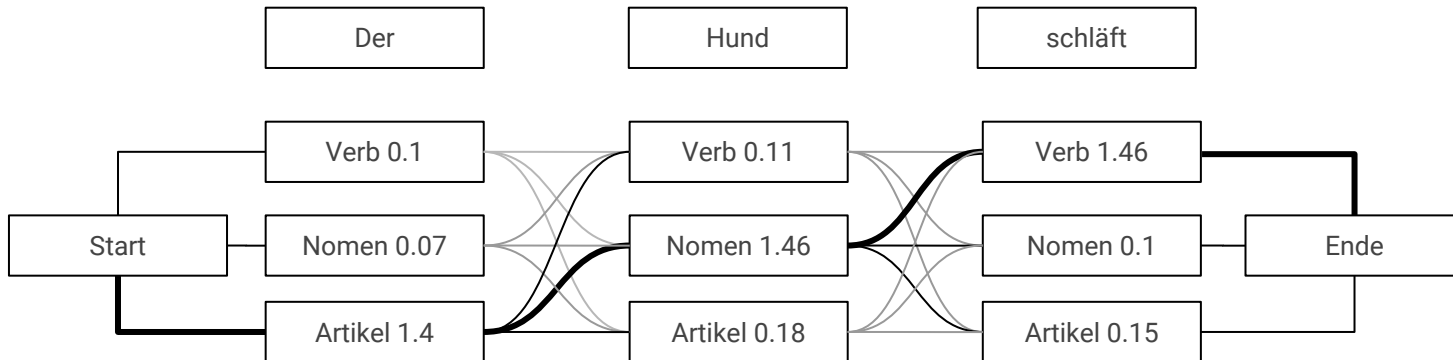 Der
Hund
schläft
Verb 0.1
Verb 0.11
Verb 1.46
Start
Nomen 0.07
Nomen 1.46
Nomen 0.1
Ende
Artikel 1.4
Artikel 0.18
Artikel 0.15